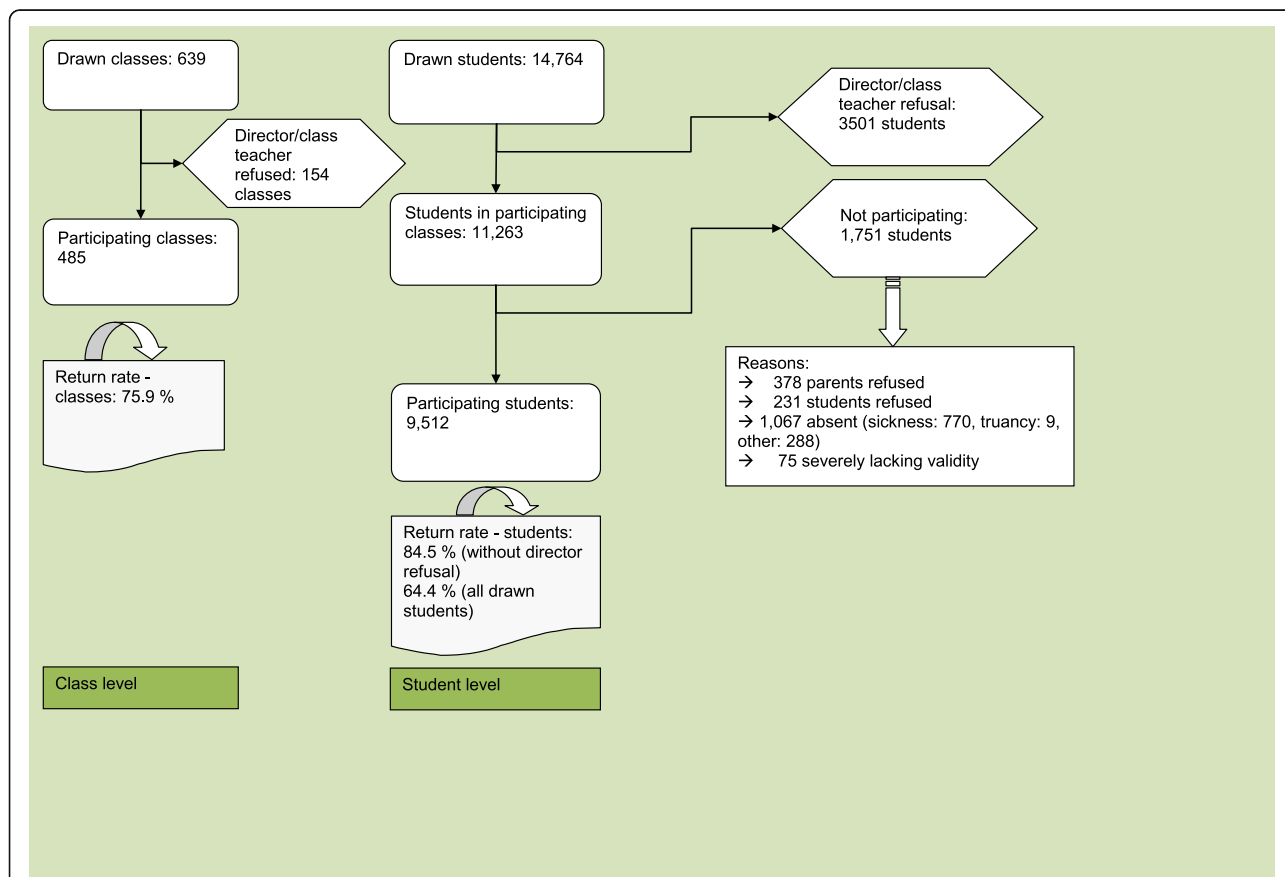 Drawn classes: 639
Director/class
teacher
refused: 154
classes
Participating classes:
485
Return rate -
classes: 75.9 %
Class level
Drawn students: 14,764
Director/class
teacher refusal:
3501 students
Students in participating
classes: 11,263
Not participating:
1,751 students
Reasons:
→ 378 parents refused
→ 231 students refused
→ 1,067 absent (sickness: 770, truancy: 9,
other: 288)
→ 75 severely lacking validity
Participating students:
9,512
Return rate - students:
84.5 % (without director
refusal)
64.4 % (all drawn
students)
Student level